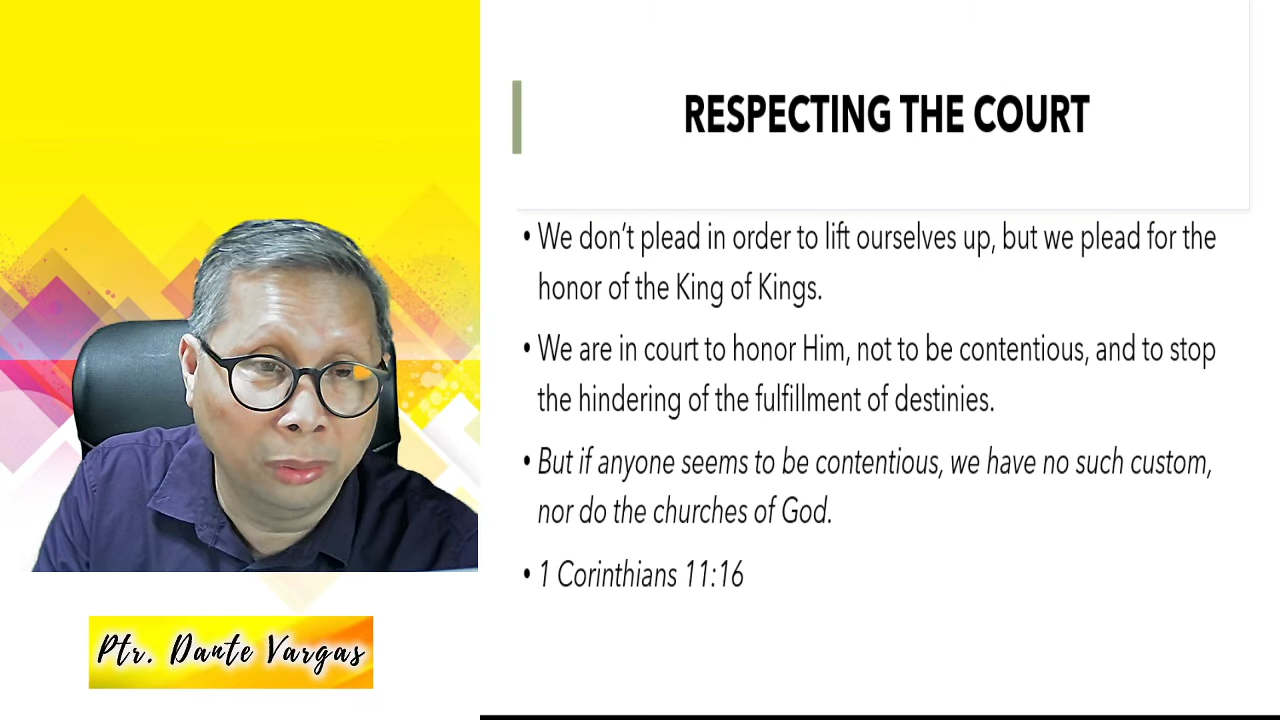 RESPECTING THE COURT
• We don’t plead in order to lift ourselves up, but we plead for the
honor of the King of Kings.
• We are in court to honor Him, not to be contentious, and to stop
the hindering of the fulfillment of destinies.
• But if anyone seems to be contentious, we have no such custom,
nor do the churches of God.
• 1 Corinthians 11:16
Ptr. Dante Vargas